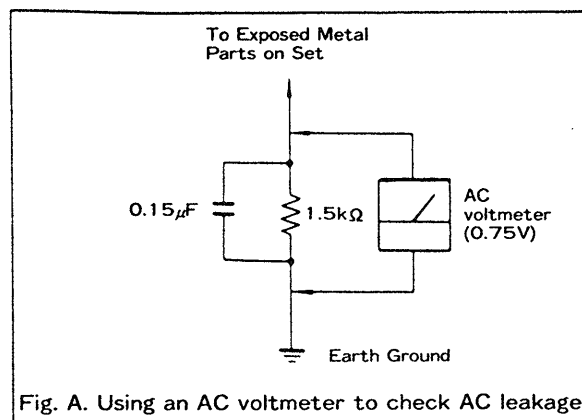 To Exposed Metal
Parts on Set
0.15μF
1.5kΩ
AC
voltmeter
(0.75V)
Earth Ground
Fig. A. Using an AC voltmeter to check AC leakage